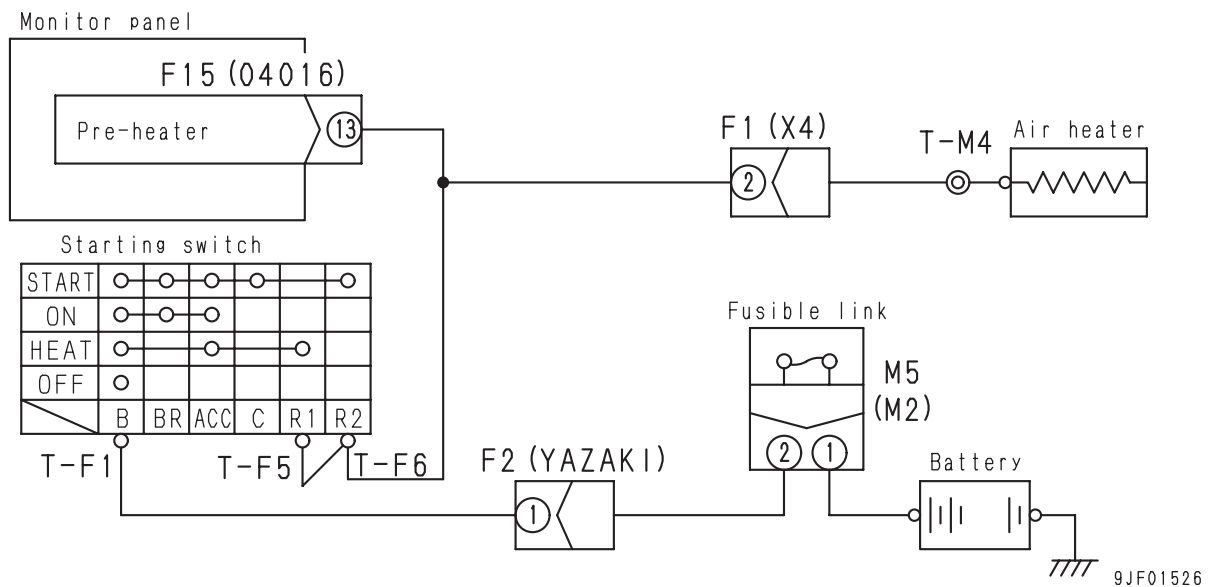 Monitor panel
F15 (04016)
Pre-heater
13
F1 (X4)
2
T-M4
Air heater
Starting switch
START
ON
HEAT
OFF
B BR ACC C R1 R2
T-F1 T-F5 T-F6
Fusible link
M5
(M2)
2 1
F2 (YAZAKI)
1
Battery
9JF01526